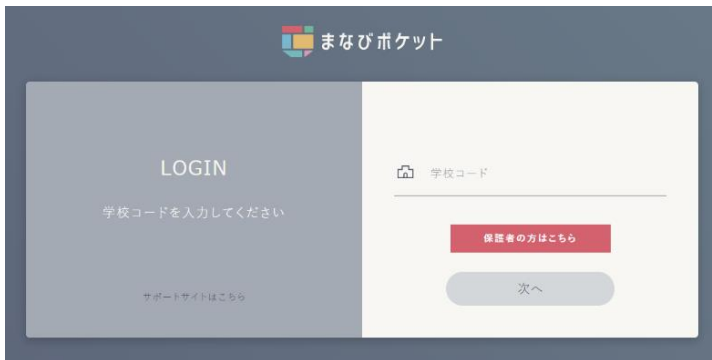 まなびポケット
LOGIN
学校コードを入力してください
サポートサイトはこちら
学校コード
保護者の方はこちら
次へ